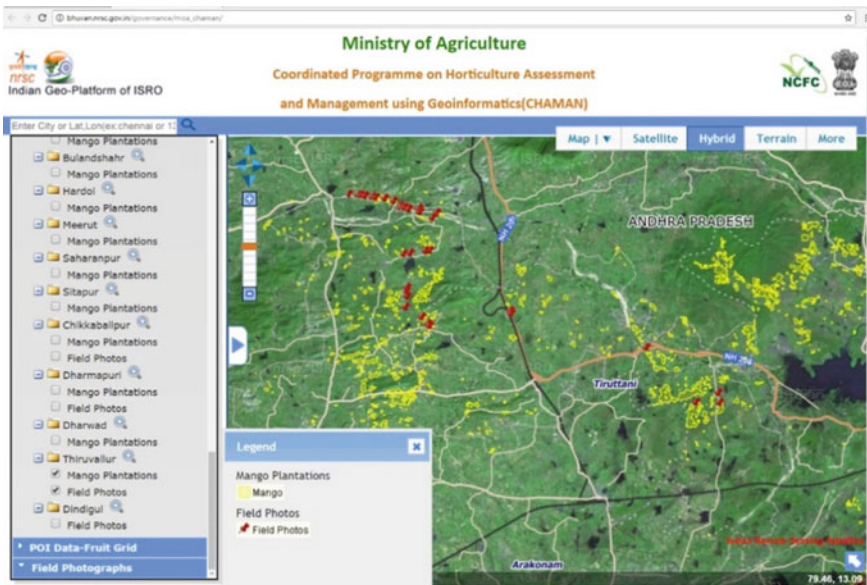 bhuvan.nrsc.gov.in/governance/moa_chaman/
nrsc
Indian Geo-Platform of ISRO
Ministry of Agriculture
Coordinated Programme on Horticulture Assessment
and Management using Geoinformatics(CHAMAN)
NCFC
Enter City or Lat,Lon(ex:chennai or 13
Map | ▼
Satellite
Hybrid
Terrain
More
Mango Plantations
Bulandshahr
Mango Plantations
Hardoi
Mango Plantations
Meerut
Mango Plantations
Saharanpur
Mango Plantations
Sitapur
Mango Plantations
Chikkaballpur
Mango Plantations
Field Photos
Dharmapuri
Mango Plantations
Field Photos
Dharwad
Mango Plantations
Thiruvallur
Mango Plantations
Field Photos
Dindigul
Field Photos
POI Data-Fruit Grid
Field Photographs
ANDHRA PRADESH
NH 205
Tiruttani
Arakonam
Legend
Mango Plantations
Mango
Field Photos
Field Photos
79.46, 13.09